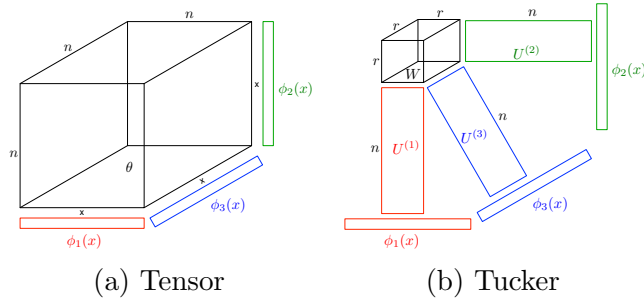 n
n
n
x
θ
x
x
ϕ₂(x)
ϕ₃(x)
ϕ₁(x)
(a) Tensor
r
r
r
W
n
U⁽²⁾
ϕ₂(x)
n
U⁽¹⁾
n
U⁽³⁾
ϕ₃(x)
ϕ₁(x)
(b) Tucker